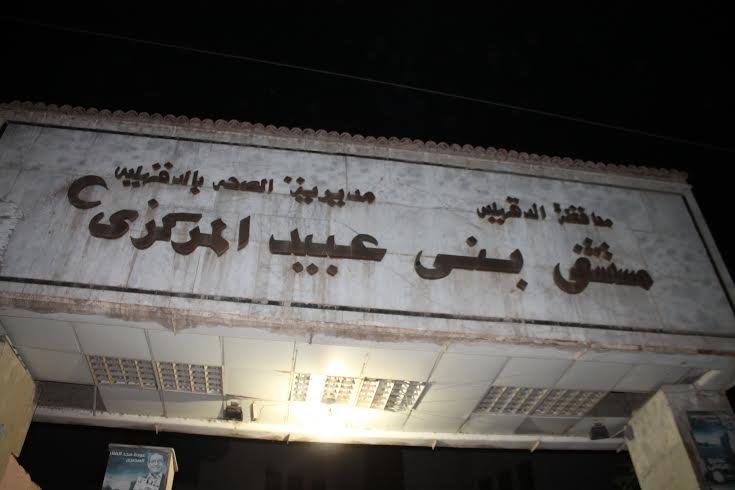 محافظة الدقهلية
مديرية الصحة بالدقهلية
مستشفى بنى عبيد المركزى